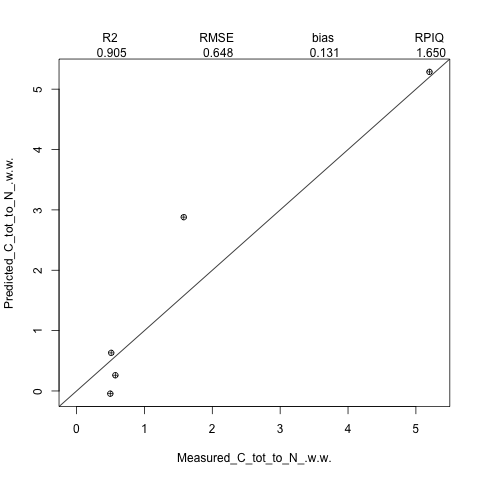 R2 RMSE bias RPIQ
0.905 0.648 0.131 1.650
Predicted_C_tot_to_N_.w.w.
5
4
3
2
1
0
0 1 2 3 4 5
Measured_C_tot_to_N_.w.w.